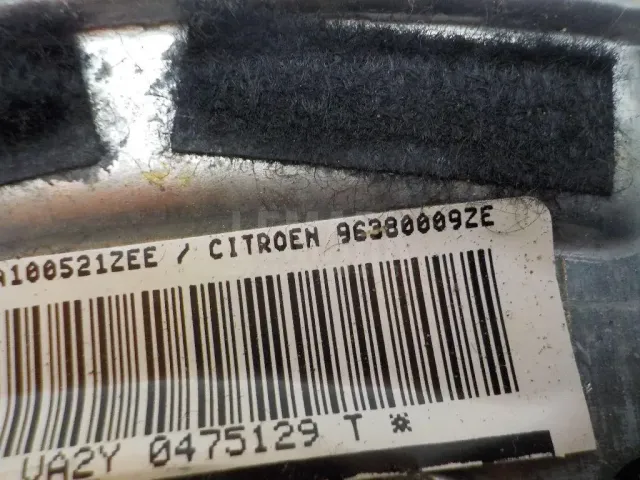 A100521ZEE / CITROEN 96380009ZE
VA2Y 0475129 T ※